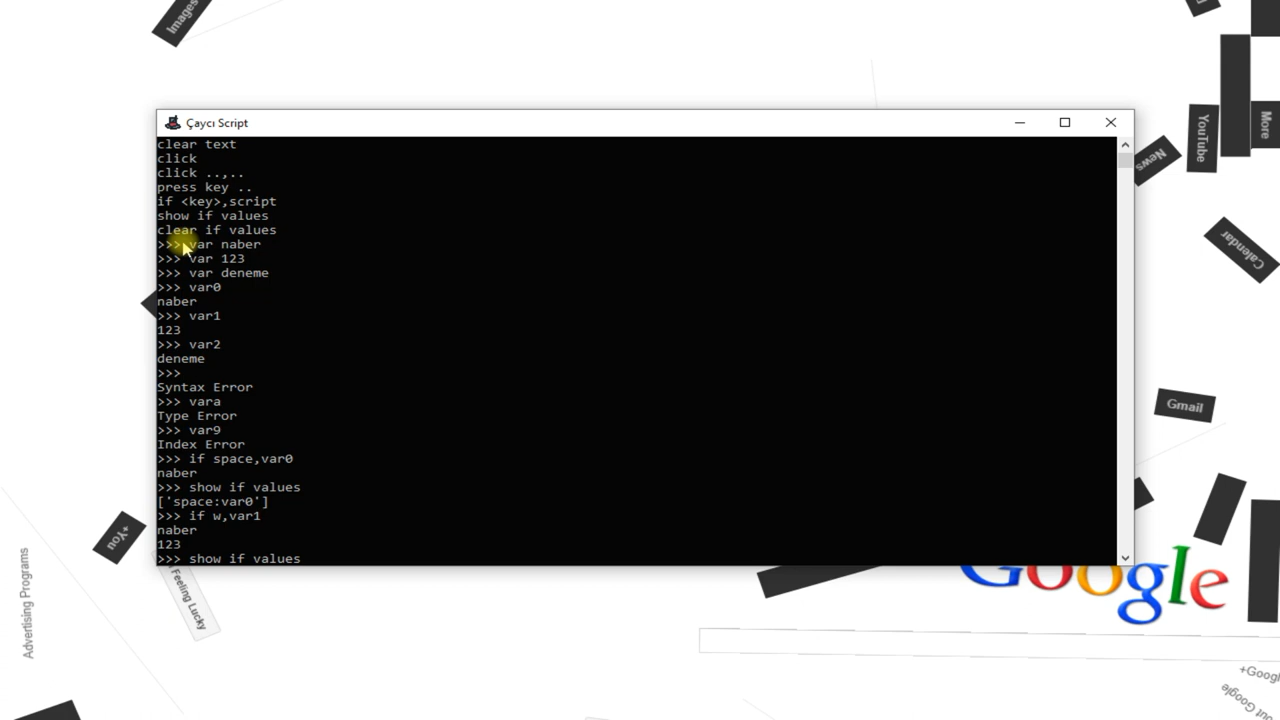 Images
Çaycı Script
clear text
click
click ..,..
press key ..
if <key>,script
show if values
clear if values
>>> var naber
>>> var 123
>>> var deneme
>>> var0
naber
>>> var1
123
>>> var2
deneme
>>>
Syntax Error
>>> vara
Type Error
>>> var9
Index Error
>>> if space,var0
naber
>>> show if values
['space:var0']
>>> if w,var1
naber
123
>>> show if values
More
YouTube
News
Calendar
Gmail
+You
Feeling Lucky
Advertising Programs
Google
+Googl
out Google